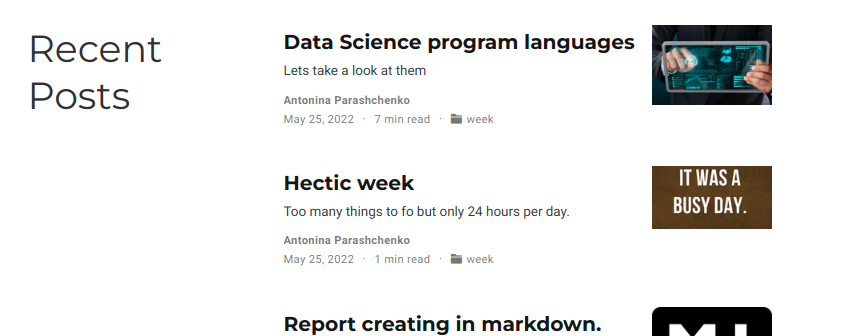 Recent
Posts
Data Science program languages
Lets take a look at them
Antonina Parashchenko
May 25, 2022 · 7 min read · week
Hectic week
Too many things to fo but only 24 hours per day.
Antonina Parashchenko
May 25, 2022 · 1 min read · week
IT WAS A
BUSY DAY.
Report creating in markdown.